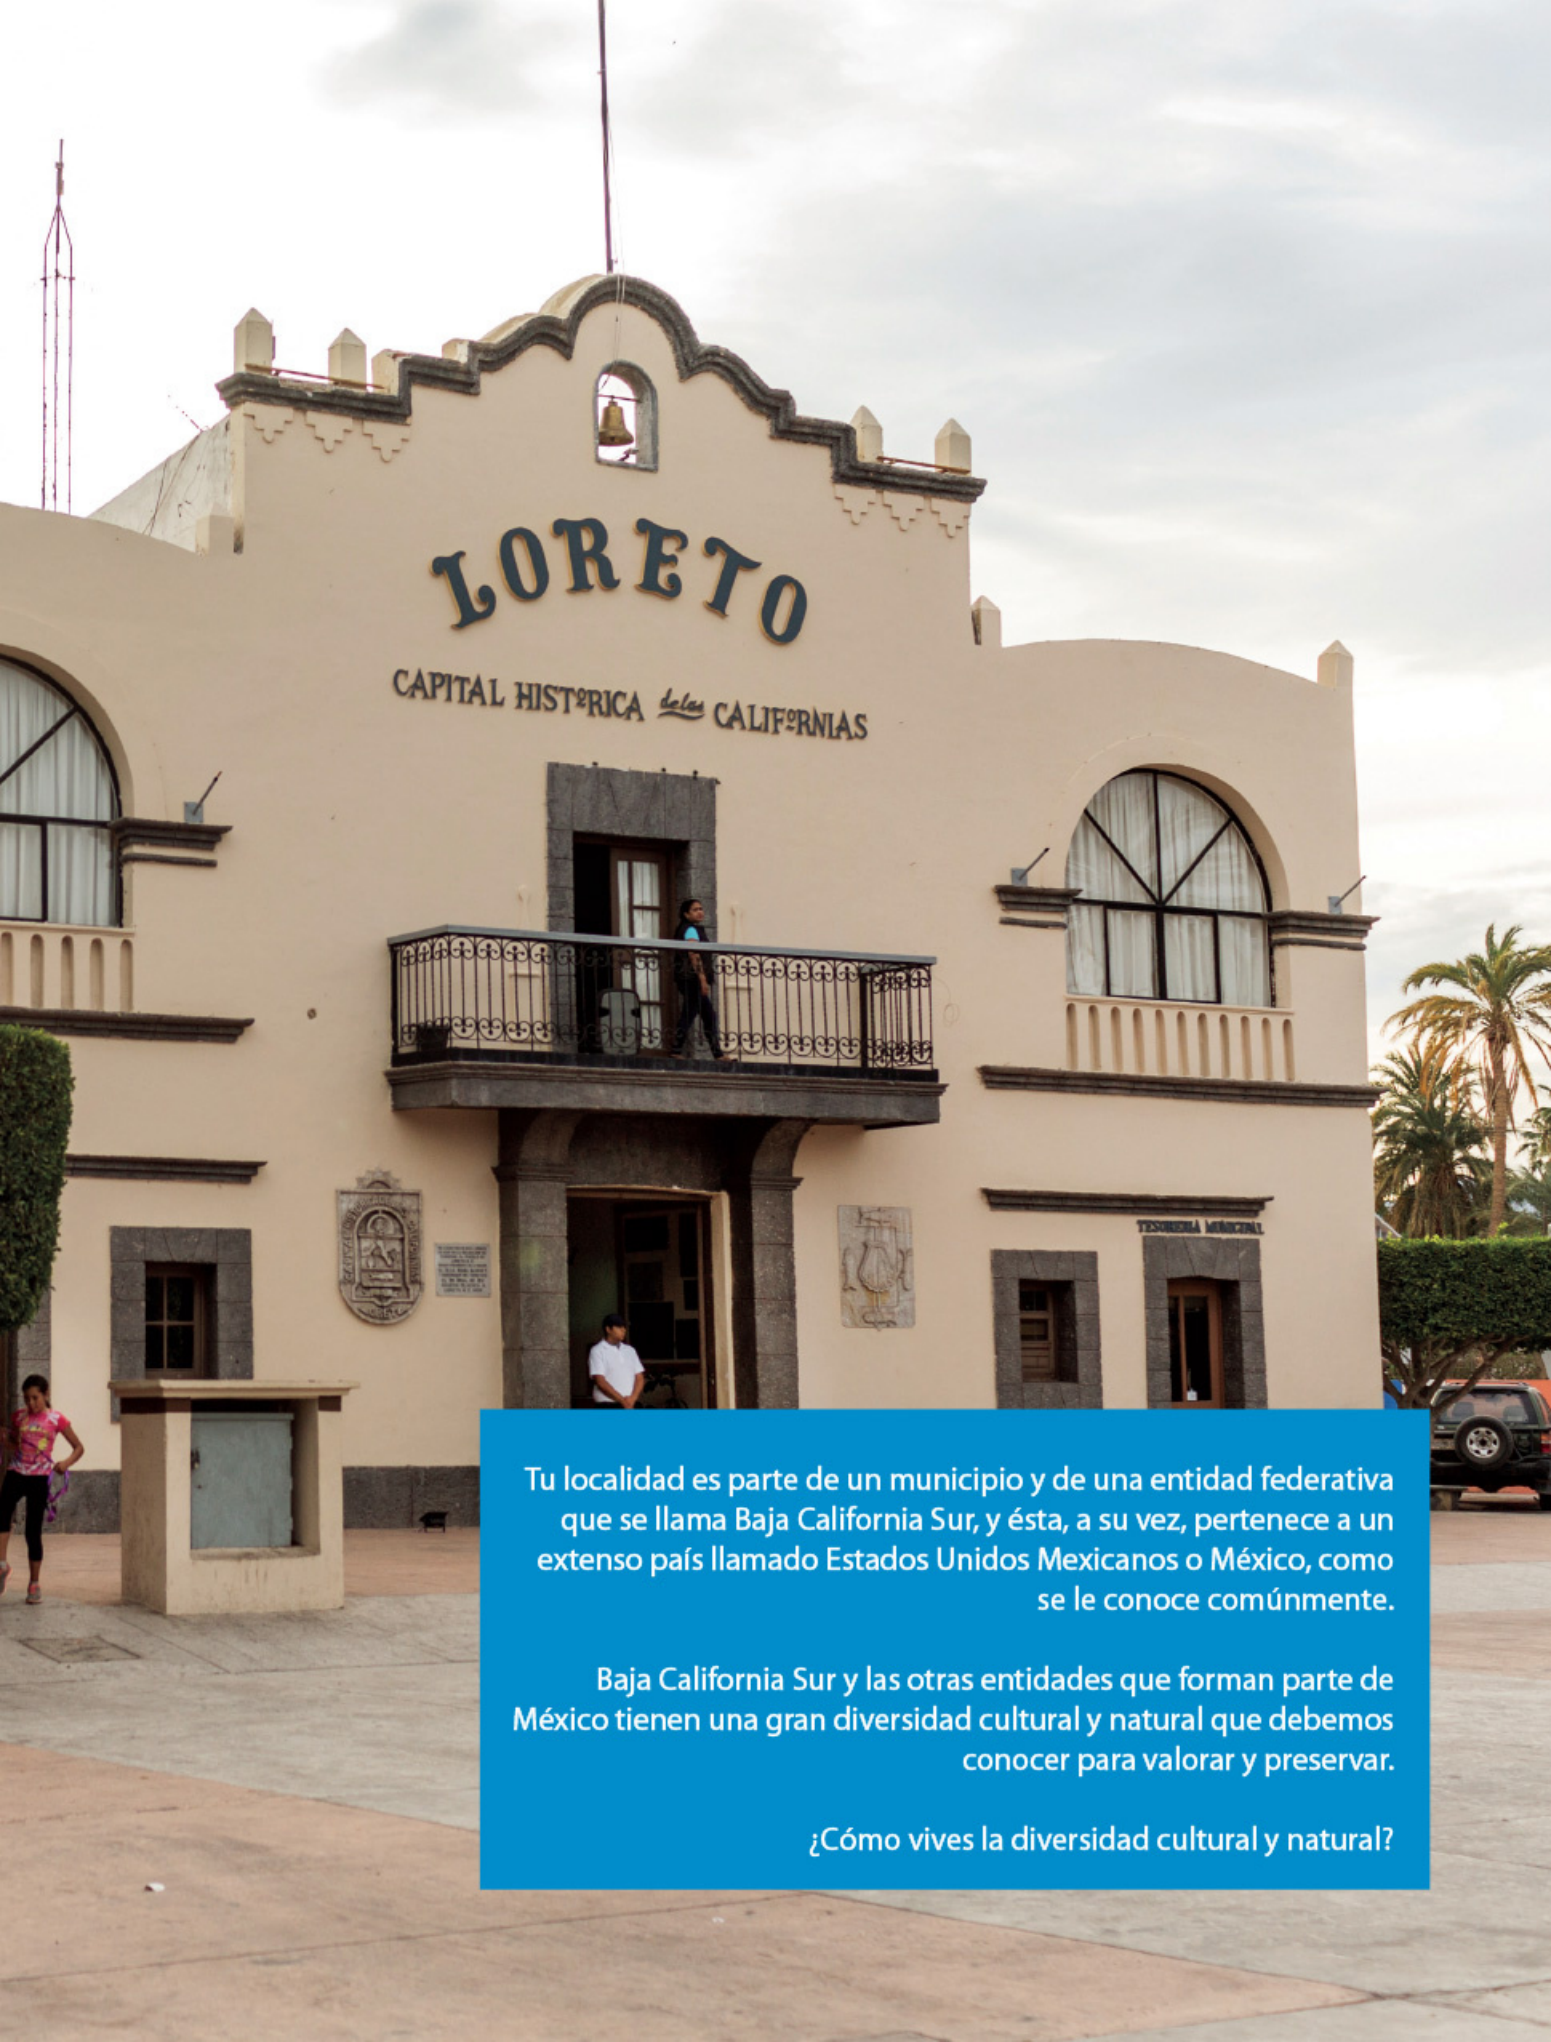 LORETO
CAPITAL HISTORICA de las CALIFORNIAS
TESORERIA MUNICIPAL
Tu localidad es parte de un municipio y de una entidad federativa
que se llama Baja California Sur, y ésta, a su vez, pertenece a un
extenso país llamado Estados Unidos Mexicanos o México, como
se le conoce comúnmente.
Baja California Sur y las otras entidades que forman parte de
México tienen una gran diversidad cultural y natural que debemos
conocer para valorar y preservar.
¿Cómo vives la diversidad cultural y natural?